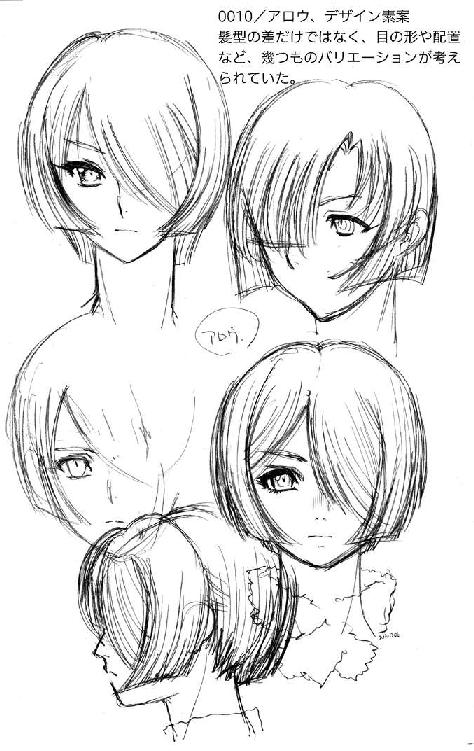 0010／アロウ、デザイン素案
髪型の差だけではなく、目の形や配置
など、幾つものバリエーションが考え
られていた。
アロウ.